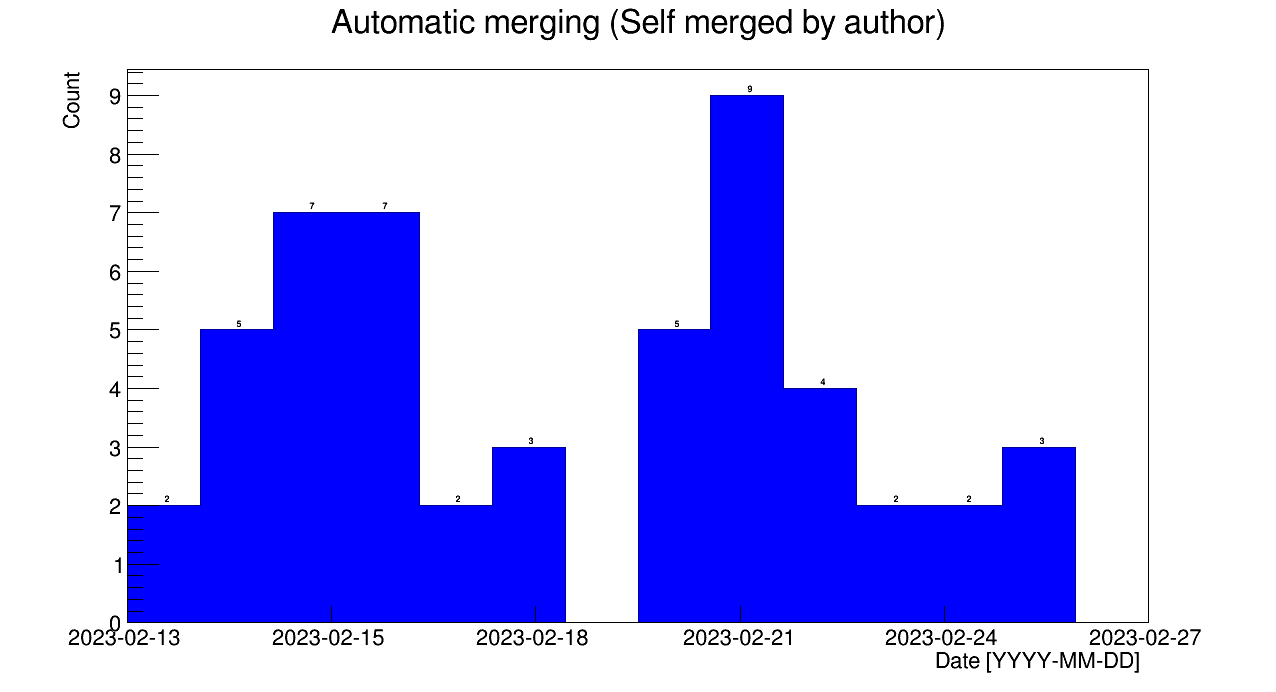 Automatic merging (Self merged by author)
Count
9
8
7
6
5
4
3
2
1
0
2 5 7 7 2 3 5 9 4 2 2 3
2023-02-13 2023-02-15 2023-02-18 2023-02-21 2023-02-24 2023-02-27
Date [YYYY-MM-DD]